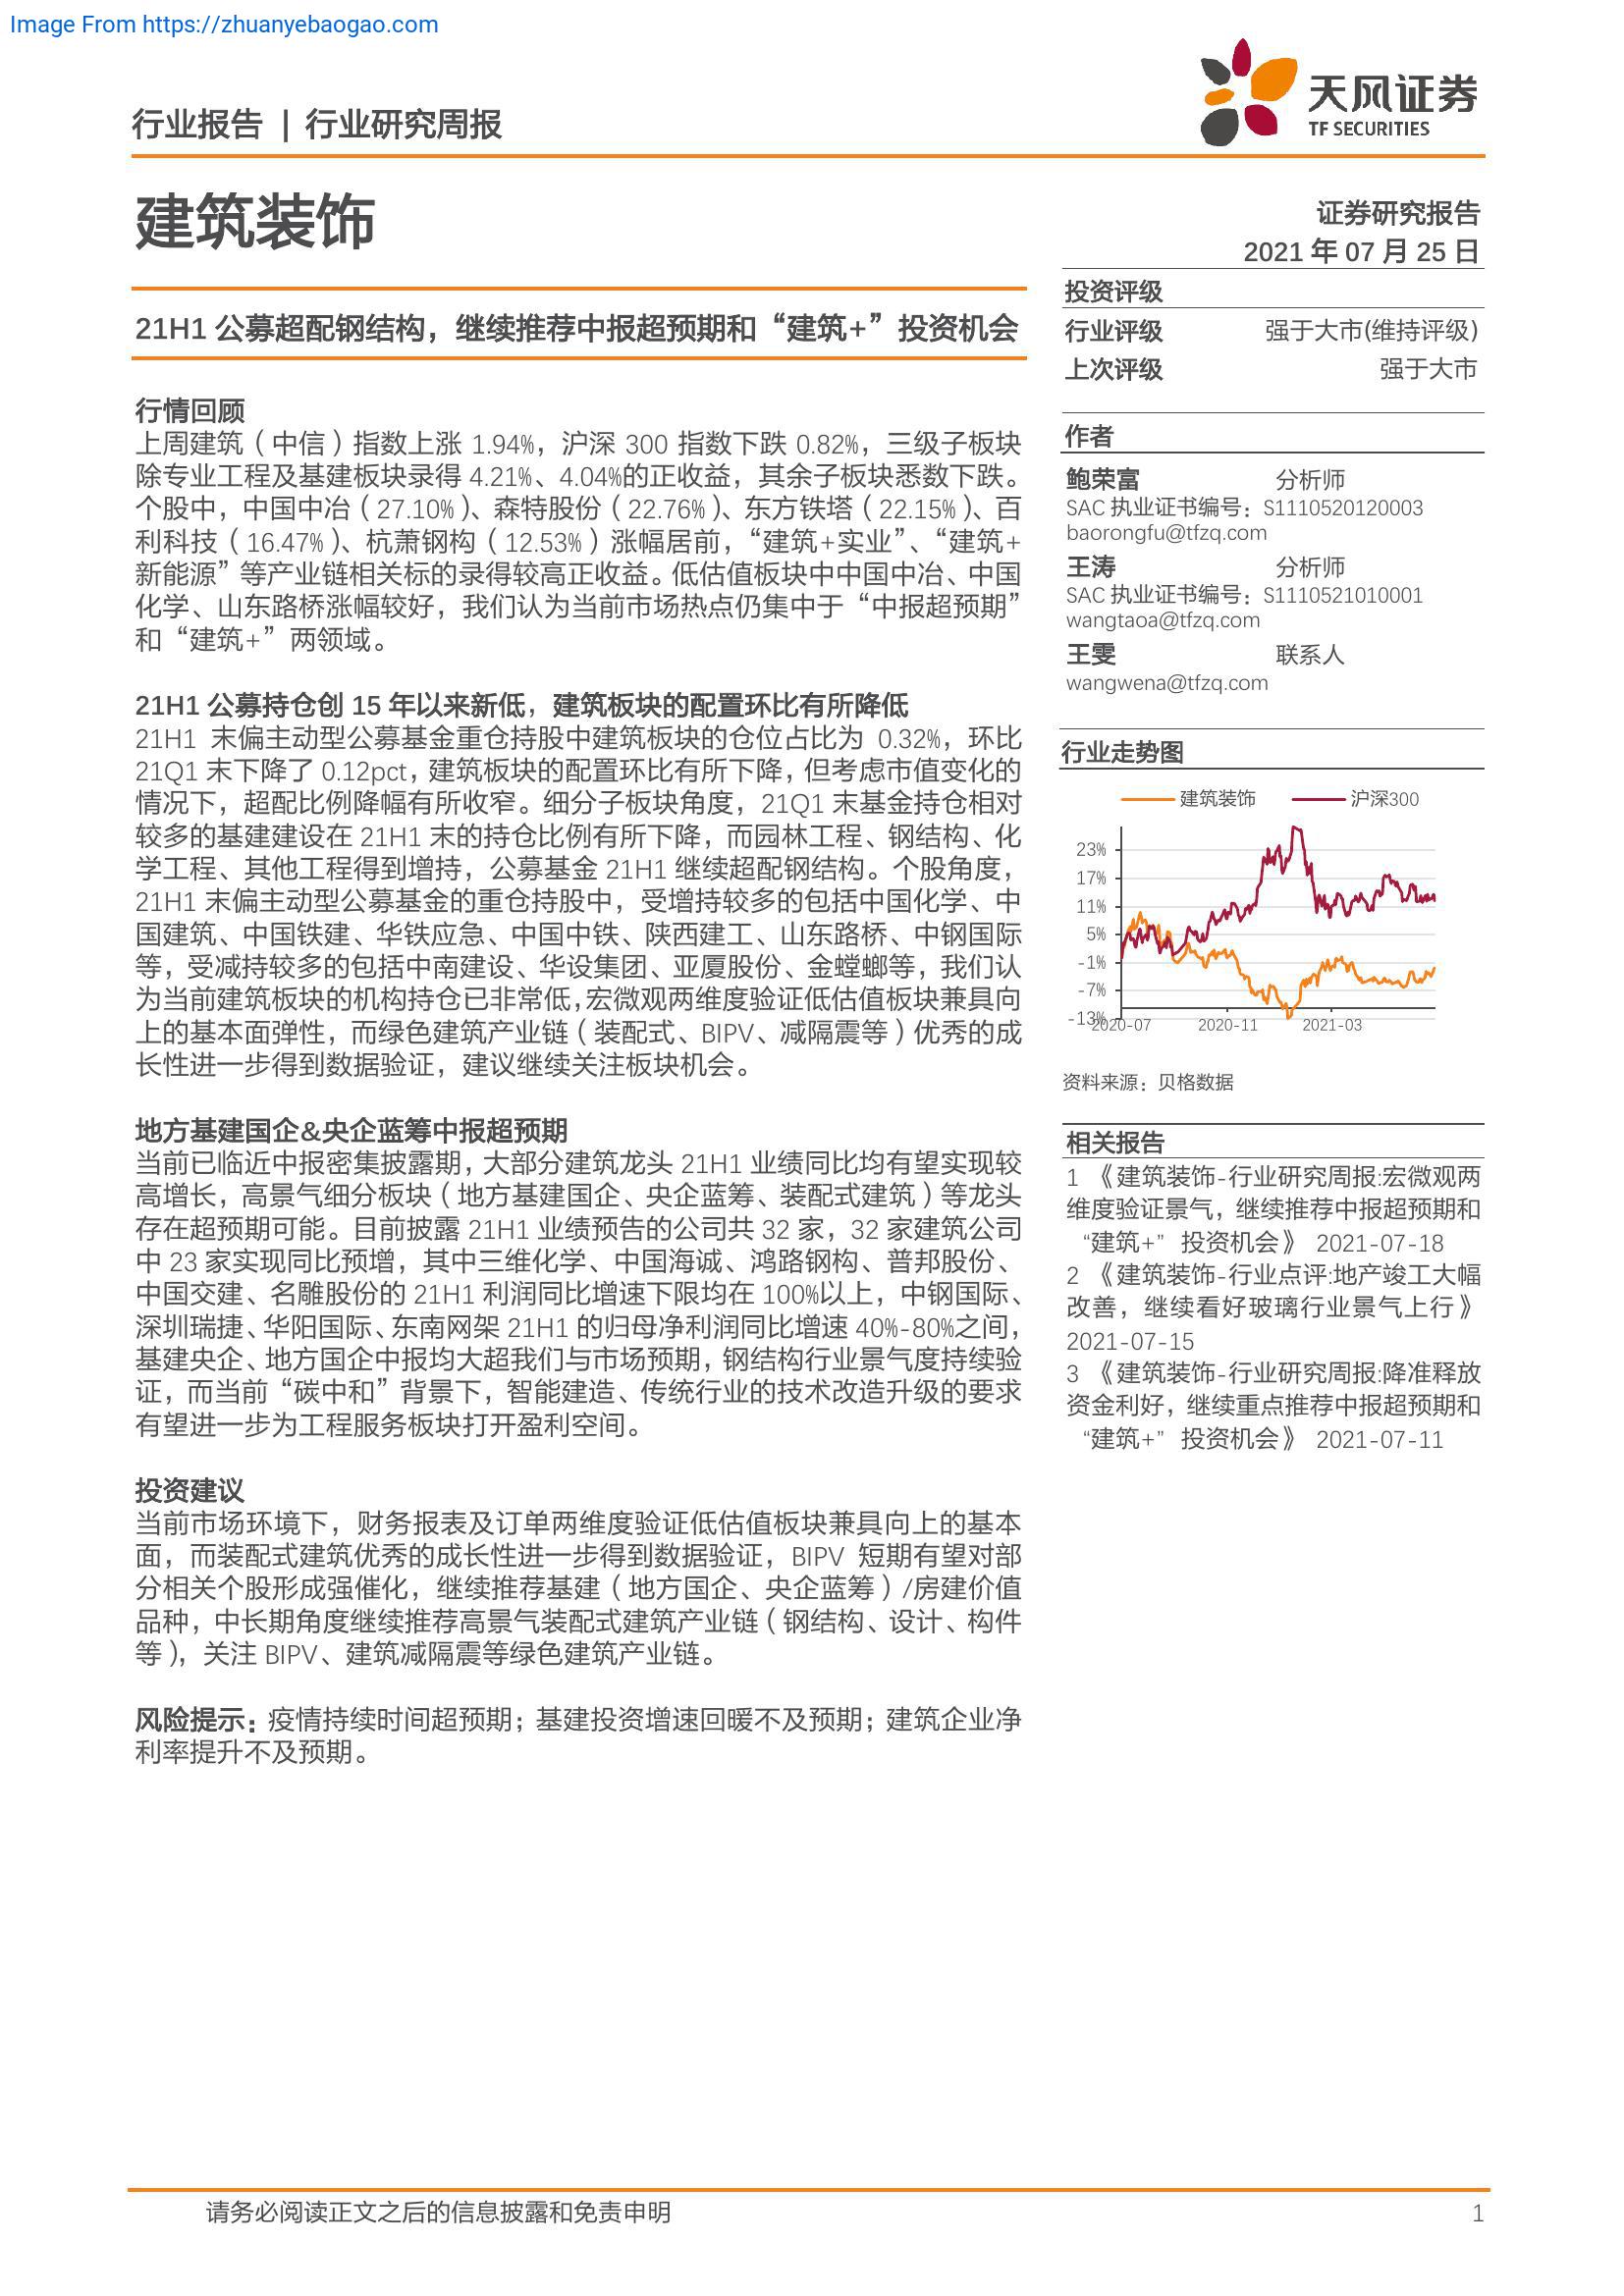 Image From https://zhuanyebaogao.com
行业报告 | 行业研究周报
天风证券
TF SECURITIES
建筑装饰
证券研究报告
2021 年 07 月 25 日
21H1 公募超配钢结构，继续推荐中报超预期和“建筑+”投资机会
行情回顾
上周建筑（中信）指数上涨 1.94%，沪深 300 指数下跌 0.82%，三级子板块
除专业工程及基建板块录得 4.21%、4.04%的正收益，其余子板块悉数下跌。
个股中，中国中冶（27.10%）、森特股份（22.76%）、东方铁塔（22.15%）、百
利科技（16.47%）、杭萧钢构（12.53%）涨幅居前，“建筑+实业”、“建筑+
新能源”等产业链相关标的录得较高正收益。低估值板块中中国中冶、中国
化学、山东路桥涨幅较好，我们认为当前市场热点仍集中于“中报超预期”
和“建筑+”两领域。
21H1 公募持仓创 15 年以来新低，建筑板块的配置环比有所降低
21H1 末偏主动型公募基金重仓持股中建筑板块的仓位占比为 0.32%，环比
21Q1 末下降了 0.12pct，建筑板块的配置环比有所下降，但考虑市值变化的
情况下，超配比例降幅有所收窄。细分子板块角度，21Q1 末基金持仓相对
较多的基建建设在 21H1 末的持仓比例有所下降，而园林工程、钢结构、化
学工程、其他工程得到增持，公募基金 21H1 继续超配钢结构。个股角度，
21H1 末偏主动型公募基金的重仓持股中，受增持较多的包括中国化学、中
国建筑、中国铁建、华铁应急、中国中铁、陕西建工、山东路桥、中钢国际
等，受减持较多的包括中南建设、华设集团、亚厦股份、金螳螂等，我们认
为当前建筑板块的机构持仓已非常低，宏微观两维度验证低估值板块兼具向
上的基本面弹性，而绿色建筑产业链（装配式、BIPV、减隔震等）优秀的成
长性进一步得到数据验证，建议继续关注板块机会。
地方基建国企&央企蓝筹中报超预期
当前已临近中报密集披露期，大部分建筑龙头 21H1 业绩同比均有望实现较
高增长，高景气细分板块（地方基建国企、央企蓝筹、装配式建筑）等龙头
存在超预期可能。目前披露 21H1 业绩预告的公司共 32 家，32 家建筑公司
中 23 家实现同比预增，其中三维化学、中国海诚、鸿路钢构、普邦股份、
中国交建、名雕股份的 21H1 利润同比增速下限均在 100%以上，中钢国际、
深圳瑞捷、华阳国际、东南网架 21H1 的归母净利润同比增速 40%-80%之间，
基建央企、地方国企中报均大超我们与市场预期，钢结构行业景气度持续验
证，而当前“碳中和”背景下，智能建造、传统行业的技术改造升级的要求
有望进一步为工程服务板块打开盈利空间。
投资建议
当前市场环境下，财务报表及订单两维度验证低估值板块兼具向上的基本
面，而装配式建筑优秀的成长性进一步得到数据验证，BIPV 短期有望对部
分相关个股形成强催化，继续推荐基建（地方国企、央企蓝筹）/房建价值
品种，中长期角度继续推荐高景气装配式建筑产业链（钢结构、设计、构件
等），关注 BIPV、建筑减隔震等绿色建筑产业链。
风险提示：疫情持续时间超预期；基建投资增速回暖不及预期；建筑企业净
利率提升不及预期。
投资评级
行业评级 强于大市(维持评级)
上次评级 强于大市
作者
鲍荣富 分析师
SAC 执业证书编号：S1110520120003
baorongfu@tfzq.com
王涛 分析师
SAC 执业证书编号：S1110521010001
wangtaoa@tfzq.com
王雯 联系人
wangwena@tfzq.com
行业走势图
建筑装饰 沪深300
23%
17%
11%
5%
-1%
-7%
-13%
2020-07 2020-11 2021-03
资料来源：贝格数据
相关报告
1 《建筑装饰-行业研究周报:宏微观两
维度验证景气，继续推荐中报超预期和
“建筑+”投资机会》 2021-07-18
2 《建筑装饰-行业点评:地产竣工大幅
改善，继续看好玻璃行业景气上行》
2021-07-15
3 《建筑装饰-行业研究周报:降准释放
资金利好，继续重点推荐中报超预期和
“建筑+”投资机会》 2021-07-11
请务必阅读正文之后的信息披露和免责申明 1